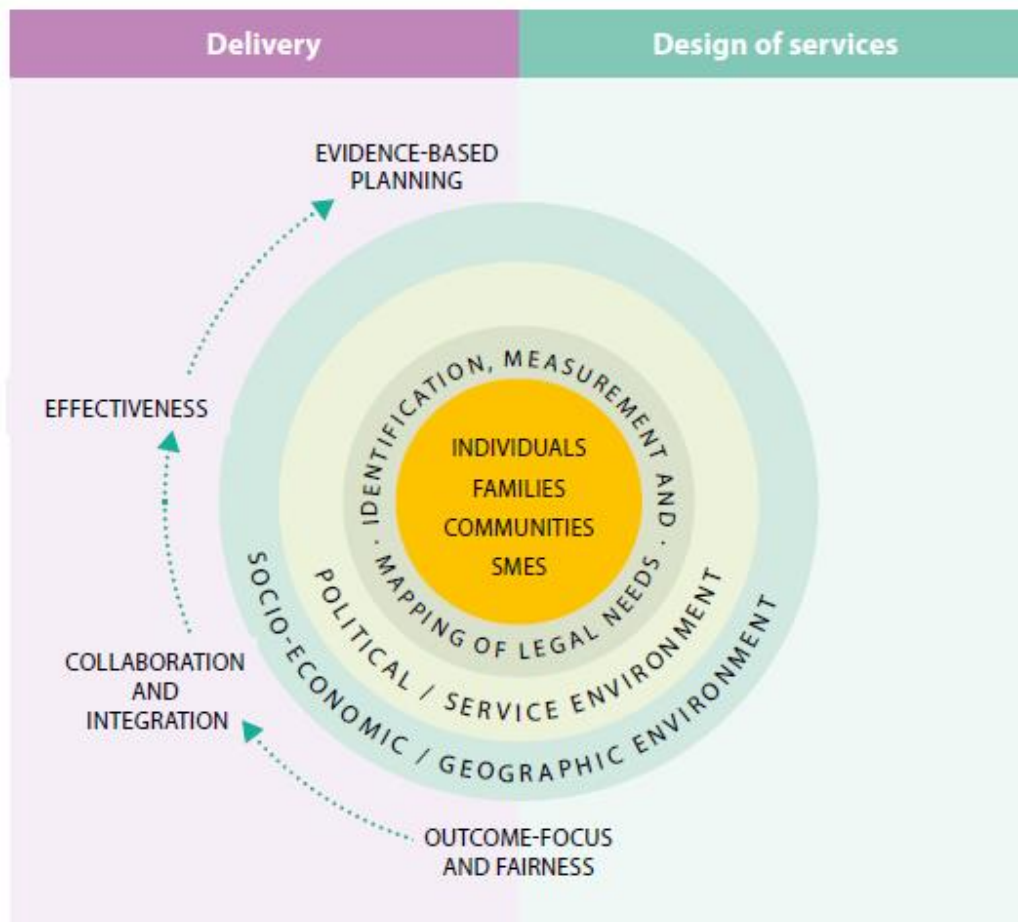 Delivery
Design of services
EVIDENCE-BASED
PLANNING
EFFECTIVENESS
COLLABORATION
AND
INTEGRATION
OUTCOME-FOCUS
AND FAIRNESS
· IDENTIFICATION, MEASUREMENT AND ·
MAPPING OF LEGAL NEEDS
INDIVIDUALS
FAMILIES
COMMUNITIES
SMES
POLITICAL / SERVICE ENVIRONMENT
SOCIO-ECONOMIC / GEOGRAPHIC ENVIRONMENT